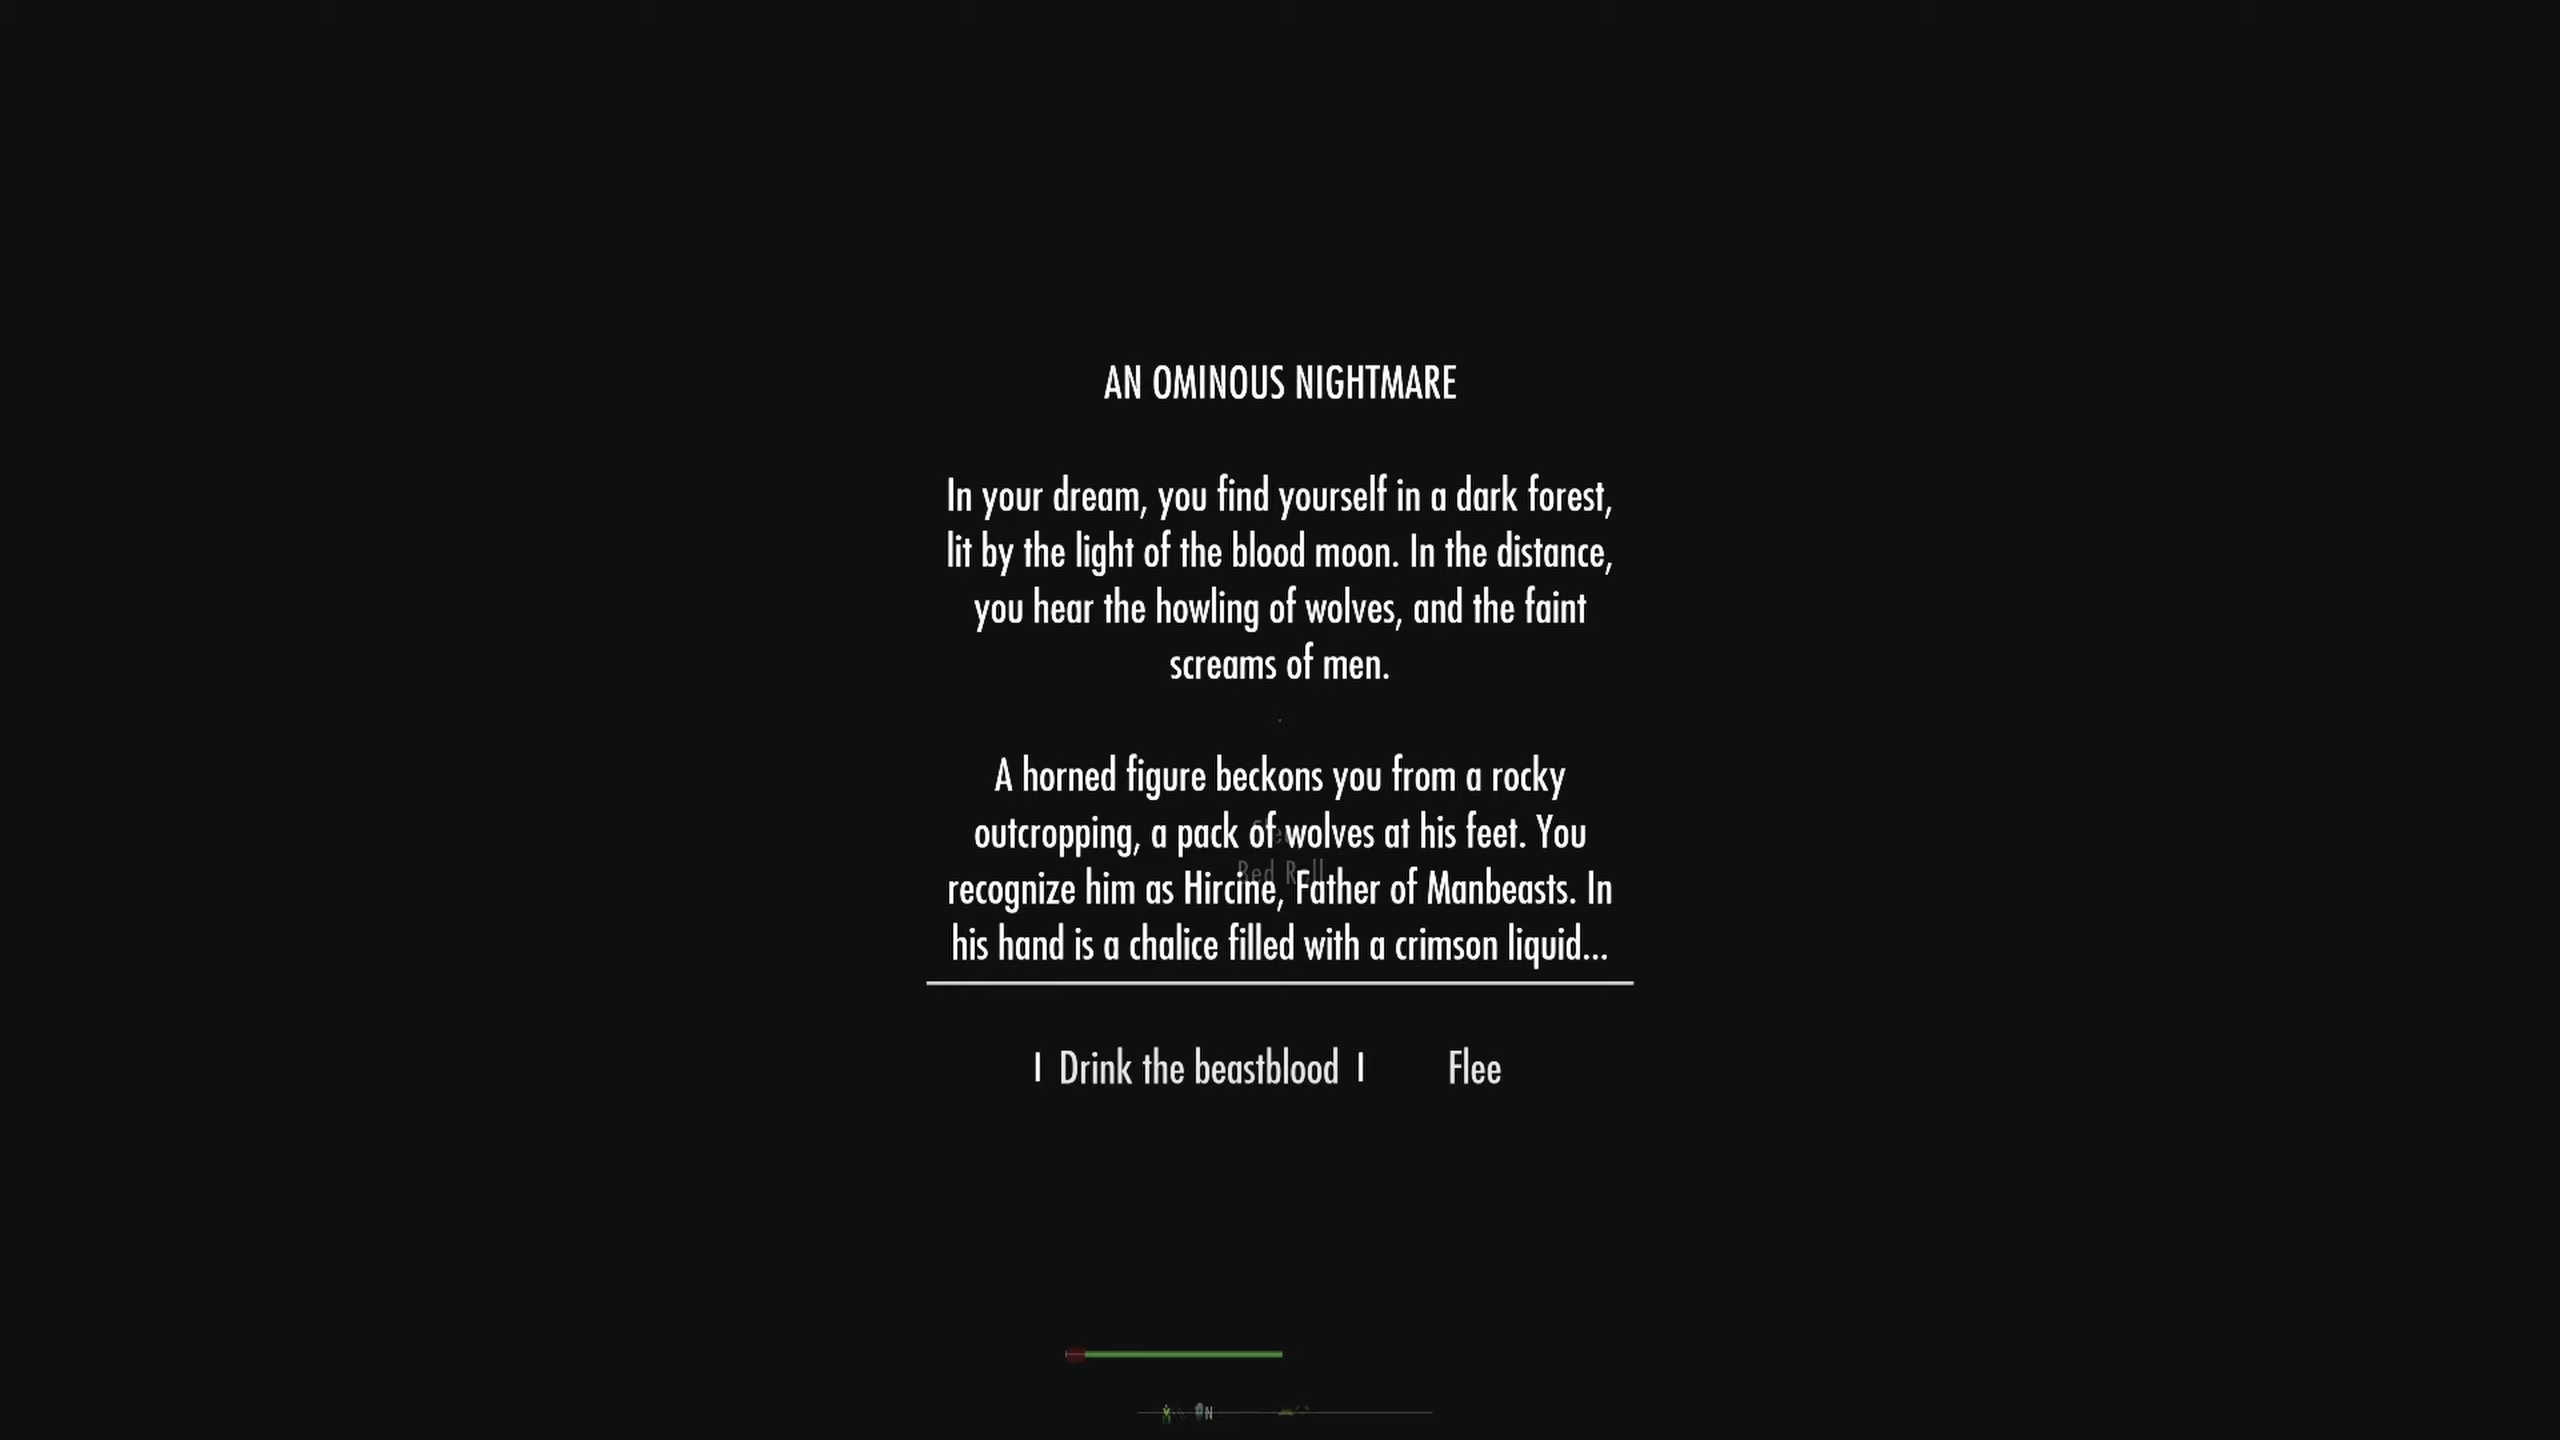 AN OMINOUS NIGHTMARE
In your dream, you find yourself in a dark forest,
lit by the light of the blood moon. In the distance,
you hear the howling of wolves, and the faint
screams of men.
A horned figure beckons you from a rocky
outcropping, a pack of wolves at his feet. You
recognize him as Hircine, Father of Manbeasts. In
his hand is a chalice filled with a crimson liquid...
Drink the beastblood Flee
Bed Roll
N